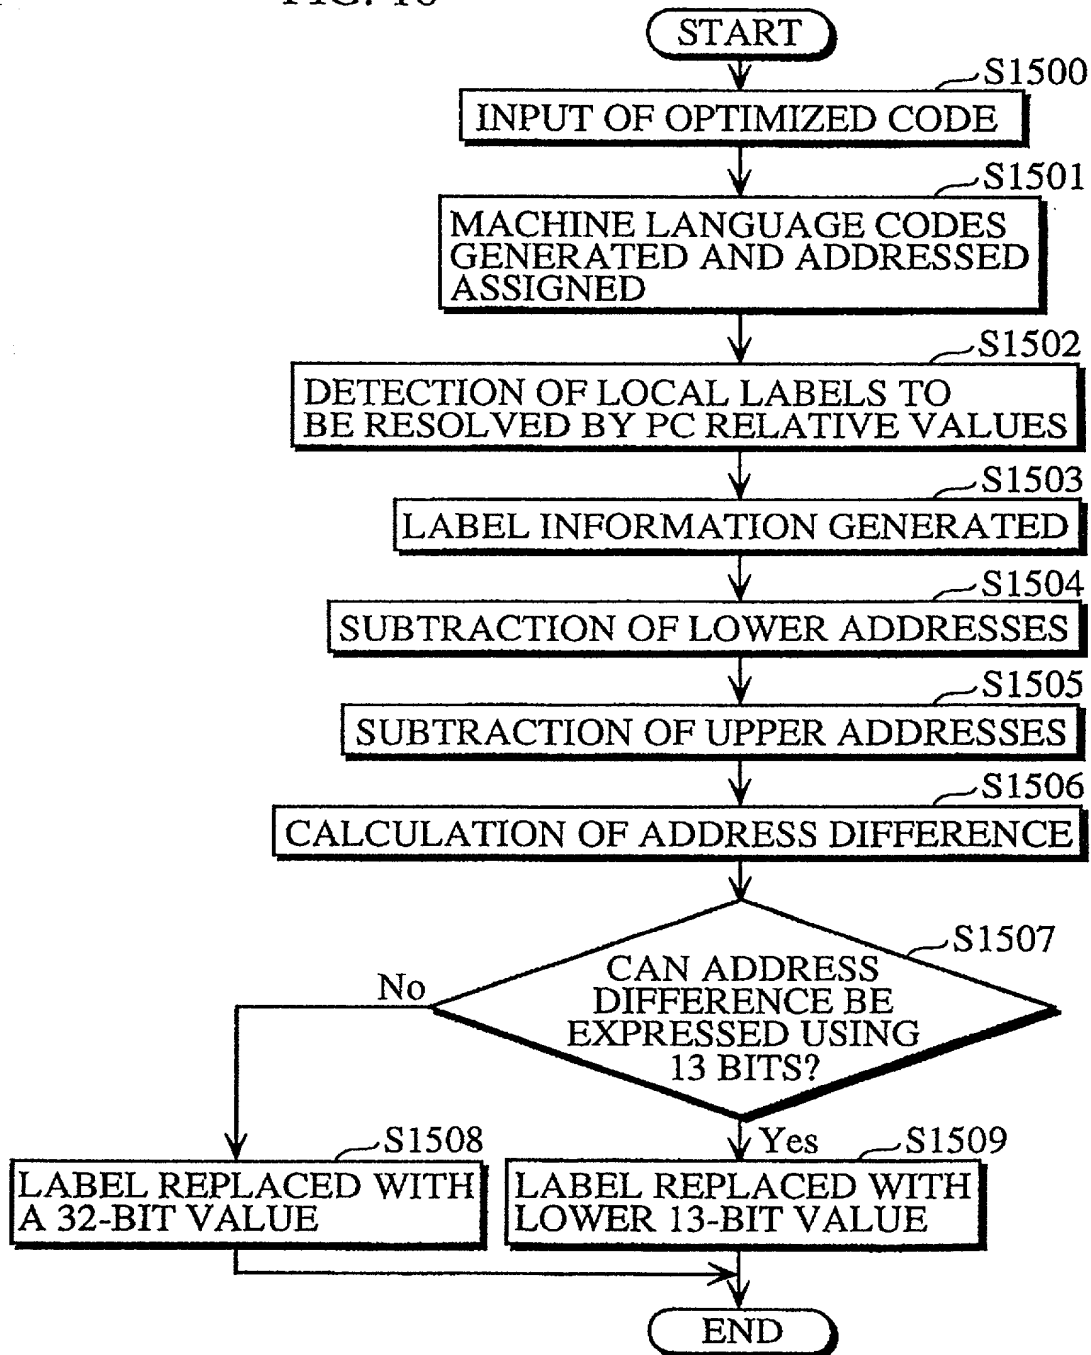 FIG. 16
START
S1500
INPUT OF OPTIMIZED CODE
S1501
MACHINE LANGUAGE CODES
GENERATED AND ADDRESSED
ASSIGNED
S1502
DETECTION OF LOCAL LABELS TO
BE RESOLVED BY PC RELATIVE VALUES
S1503
LABEL INFORMATION GENERATED
S1504
SUBTRACTION OF LOWER ADDRESSES
S1505
SUBTRACTION OF UPPER ADDRESSES
S1506
CALCULATION OF ADDRESS DIFFERENCE
S1507
CAN ADDRESS
DIFFERENCE BE
EXPRESSED USING
13 BITS?
No
Yes
S1508
LABEL REPLACED WITH
A 32-BIT VALUE
S1509
LABEL REPLACED WITH
LOWER 13-BIT VALUE
END